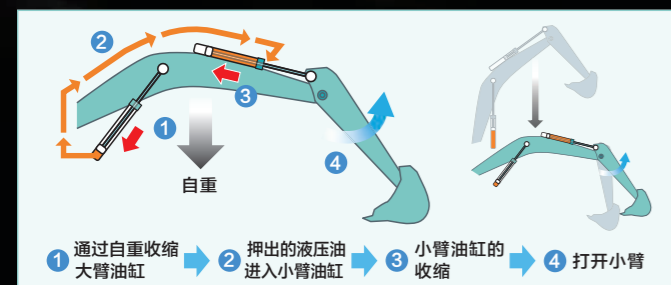 ②
③
①
④
自重
① 通过自重收缩
大臂油缸
② 押出的液压油
进入小臂油缸
③ 小臂油缸的
收缩
④ 打开小臂